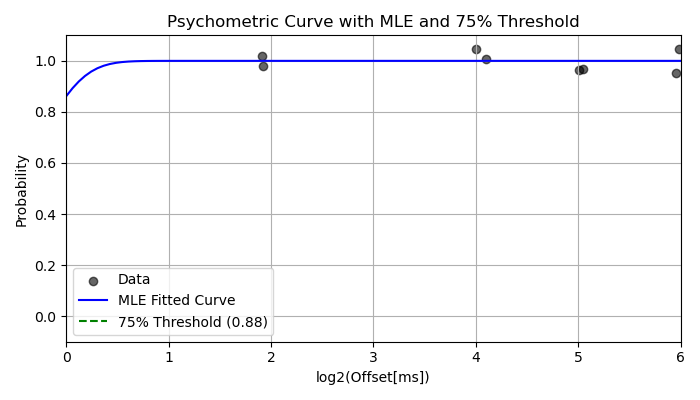 Psychometric Curve with MLE and 75% Threshold
Probability
1.0
0.8
0.6
0.4
0.2
0.0
Data
MLE Fitted Curve
75% Threshold (0.88)
0 1 2 3 4 5 6
log2(Offset[ms])